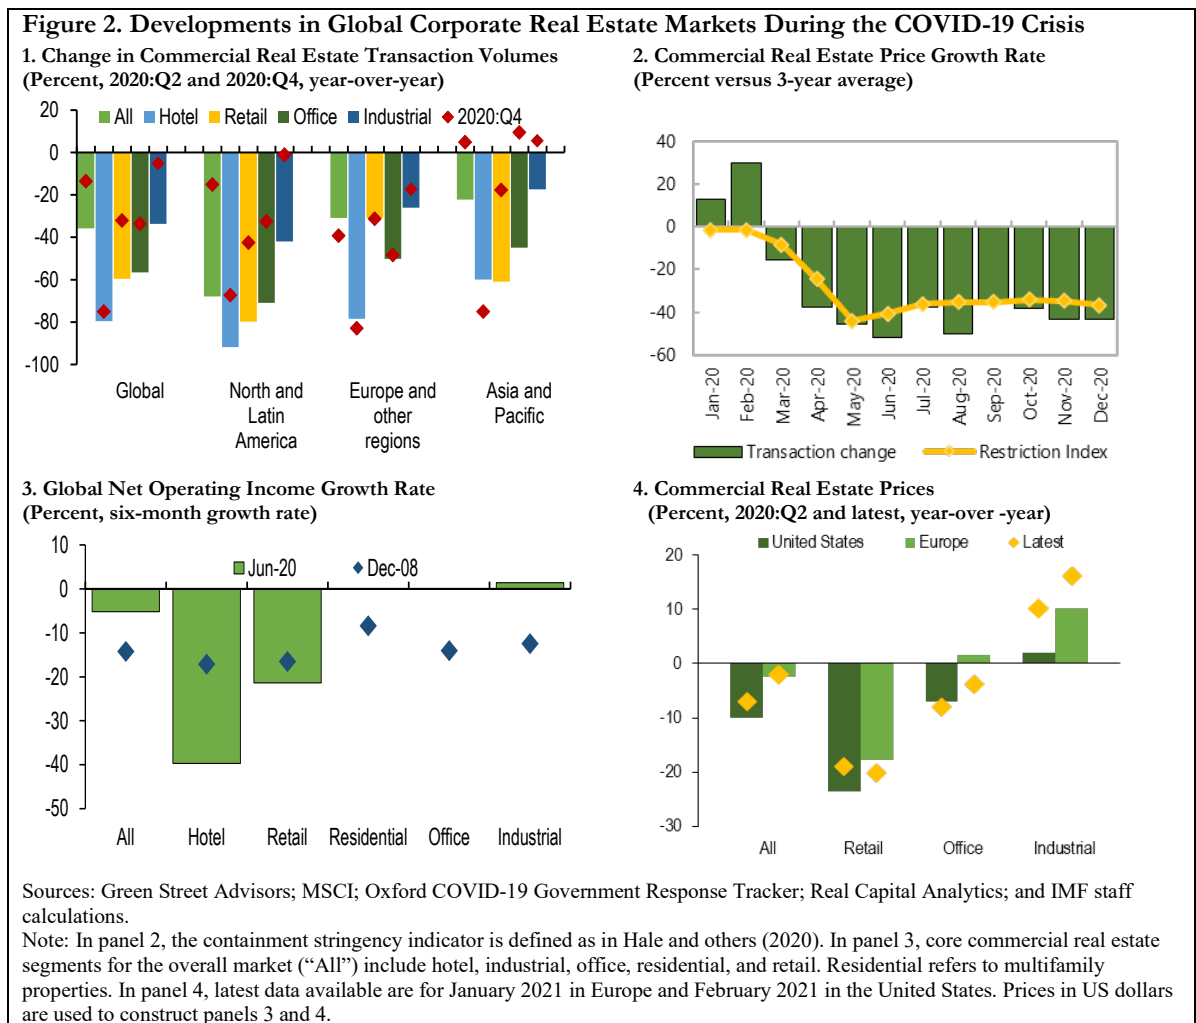 Figure 2. Developments in Global Corporate Real Estate Markets During the COVID-19 Crisis
1. Change in Commercial Real Estate Transaction Volumes
(Percent, 2020:Q2 and 2020:Q4, year-over-year)
20
0
-20
-40
-60
-80
-100
All
Hotel
Retail
Office
Industrial
2020:Q4
Global
North and
Latin
America
Europe and
other
regions
Asia and
Pacific
2. Commercial Real Estate Price Growth Rate
(Percent versus 3-year average)
40
20
0
-20
-40
-60
Jan-20
Feb-20
Mar-20
Apr-20
May-20
Jun-20
Jul-20
Aug-20
Sep-20
Oct-20
Nov-20
Dec-20
Transaction change
Restriction Index
3. Global Net Operating Income Growth Rate
(Percent, six-month growth rate)
10
0
-10
-20
-30
-40
-50
Jun-20
Dec-08
All
Hotel
Retail
Residential
Office
Industrial
4. Commercial Real Estate Prices
(Percent, 2020:Q2 and latest, year-over -year)
20
10
0
-10
-20
-30
United States
Europe
Latest
All
Retail
Office
Industrial
Sources: Green Street Advisors; MSCI; Oxford COVID-19 Government Response Tracker; Real Capital Analytics; and IMF staff
calculations.
Note: In panel 2, the containment stringency indicator is defined as in Hale and others (2020). In panel 3, core commercial real estate
segments for the overall market (“All”) include hotel, industrial, office, residential, and retail. Residential refers to multifamily
properties. In panel 4, latest data available are for January 2021 in Europe and February 2021 in the United States. Prices in US dollars
are used to construct panels 3 and 4.